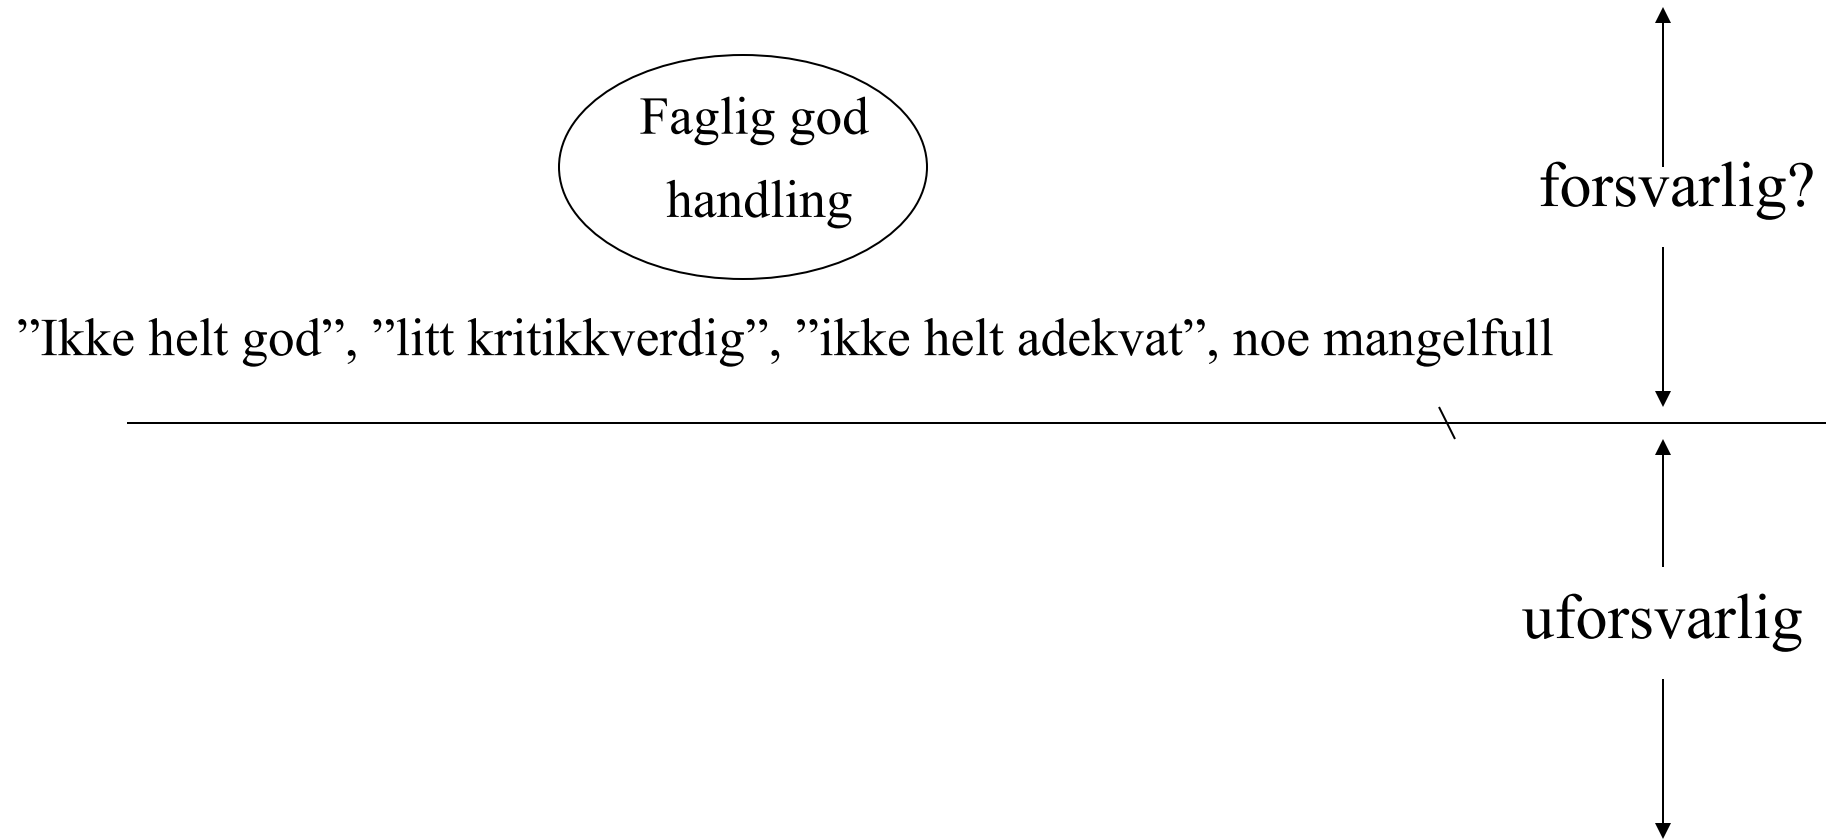 Faglig god
handling
forsvarlig?
”Ikke helt god”, ”litt kritikkverdig”, ”ikke helt adekvat”, noe mangelfull
uforsvarlig